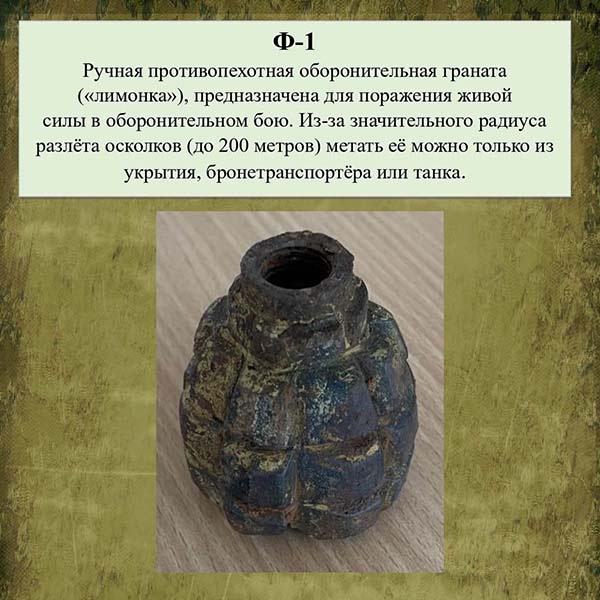 Ф-1
Ручная противопехотная оборонительная граната
(«лимонка»), предназначена для поражения живой
силы в оборонительном бою. Из-за значительного радиуса
разлёта осколков (до 200 метров) метать её можно только из
укрытия, бронетранспортёра или танка.